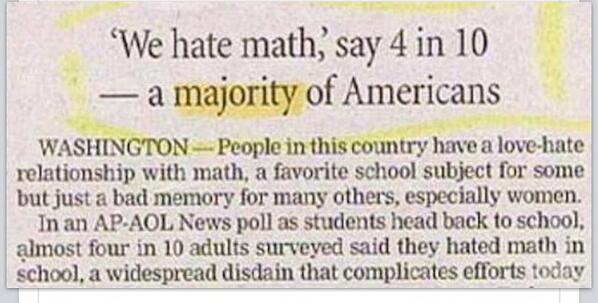 ‘We hate math,’ say 4 in 10
— a majority of Americans
WASHINGTON — People in this country have a love-hate
relationship with math, a favorite school subject for some
but just a bad memory for many others, especially women.
In an AP-AOL News poll as students head back to school,
almost four in 10 adults surveyed said they hated math in
school, a widespread disdain that complicates efforts today